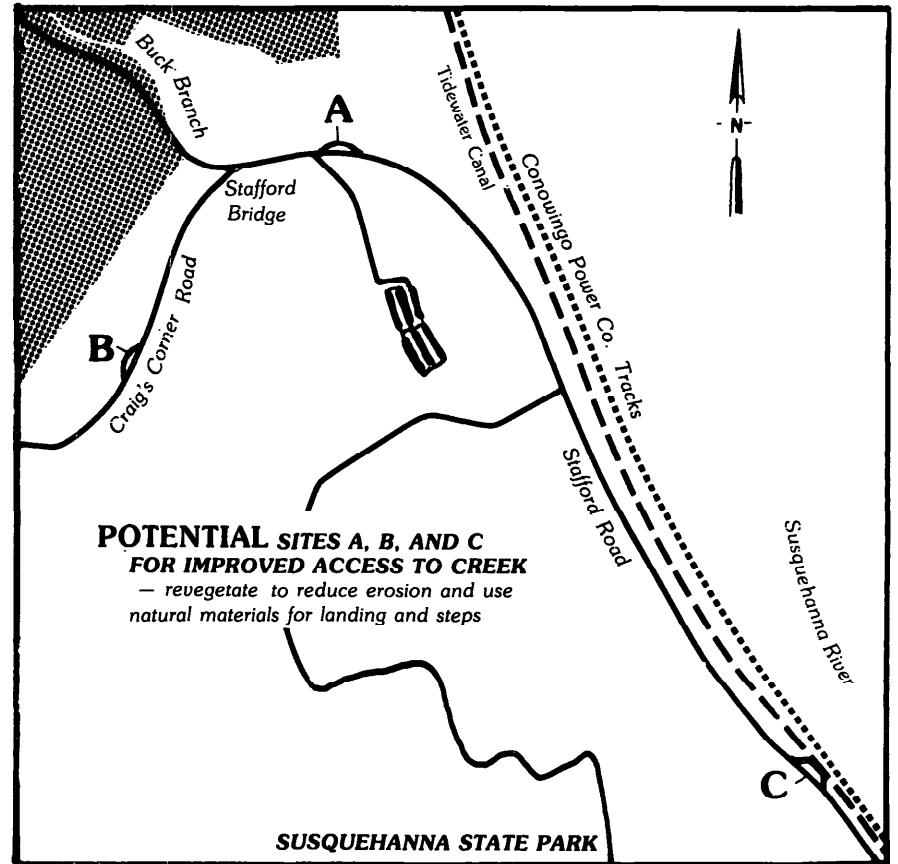 Buck Branch
A
N
Tidewater Canal
Conowingo Power Co. Tracks
Stafford
Bridge
B
Craig's Corner Road
Stafford Road
POTENTIAL SITES A, B, AND C
FOR IMPROVED ACCESS TO CREEK
— revegetate to reduce erosion and use
natural materials for landing and steps
Susquehanna River
C
SUSQUEHANNA STATE PARK